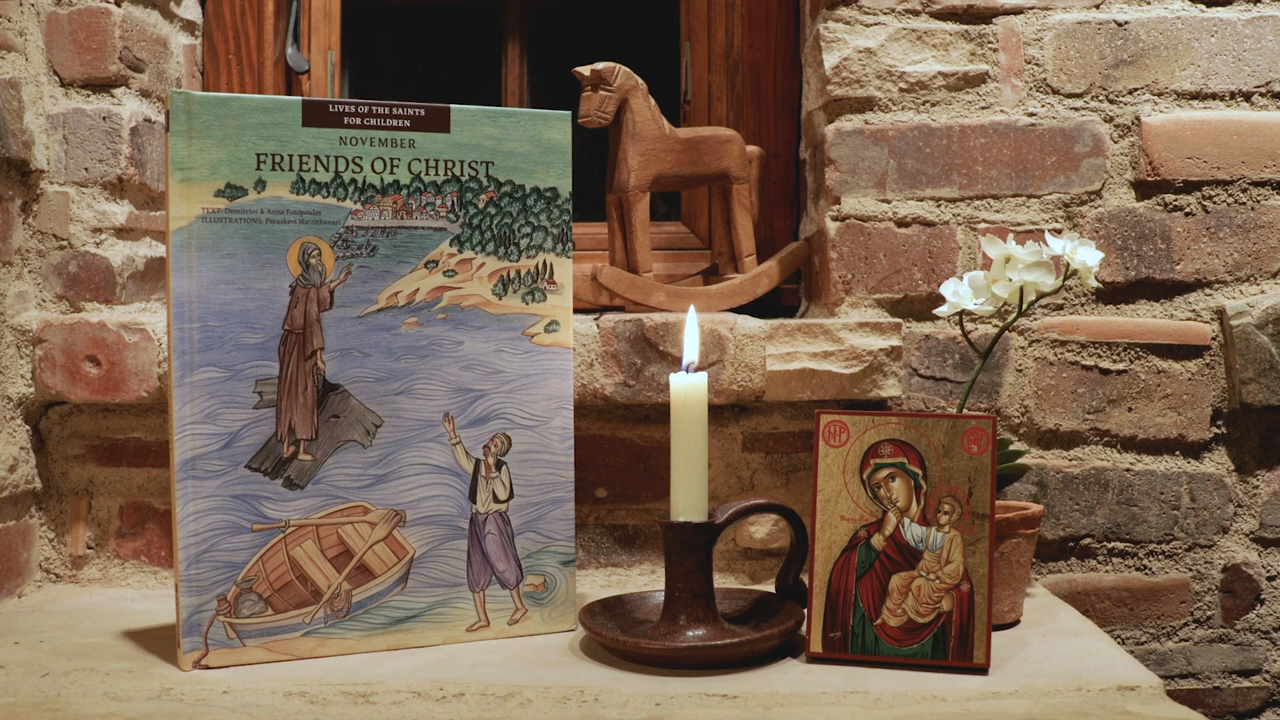 LIVES OF THE SAINTS
FOR CHILDREN
NOVEMBER
FRIENDS OF CHRIST
TEXT: Demetrios & Anna Fotopoulos
ILLUSTRATIONS: Paraskevi Hatzithanasi